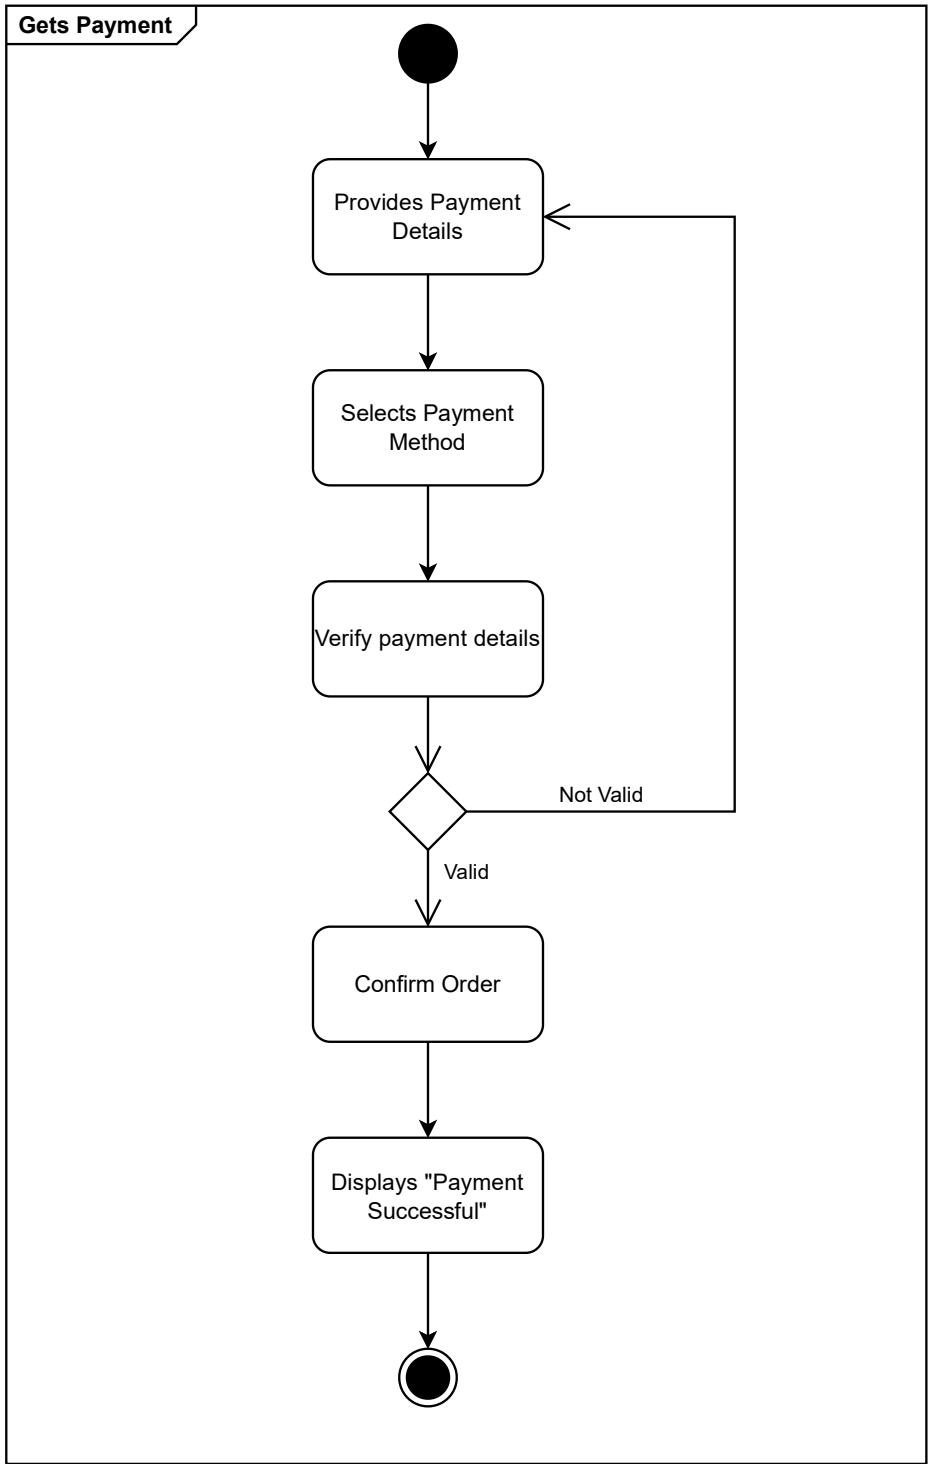 Gets Payment
Provides Payment
Details
Selects Payment
Method
Verify payment details
Not Valid
Valid
Confirm Order
Displays "Payment
Successful"